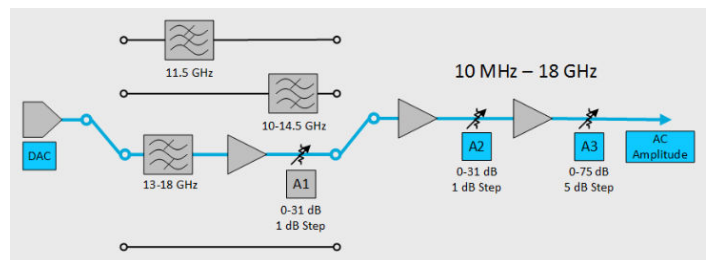 11.5 GHz
10 MHz – 18 GHz
10-14.5 GHz
DAC
13-18 GHz
A1
0-31 dB
1 dB Step
A2
0-31 dB
1 dB Step
A3
0-75 dB
5 dB Step
AC
Amplitude